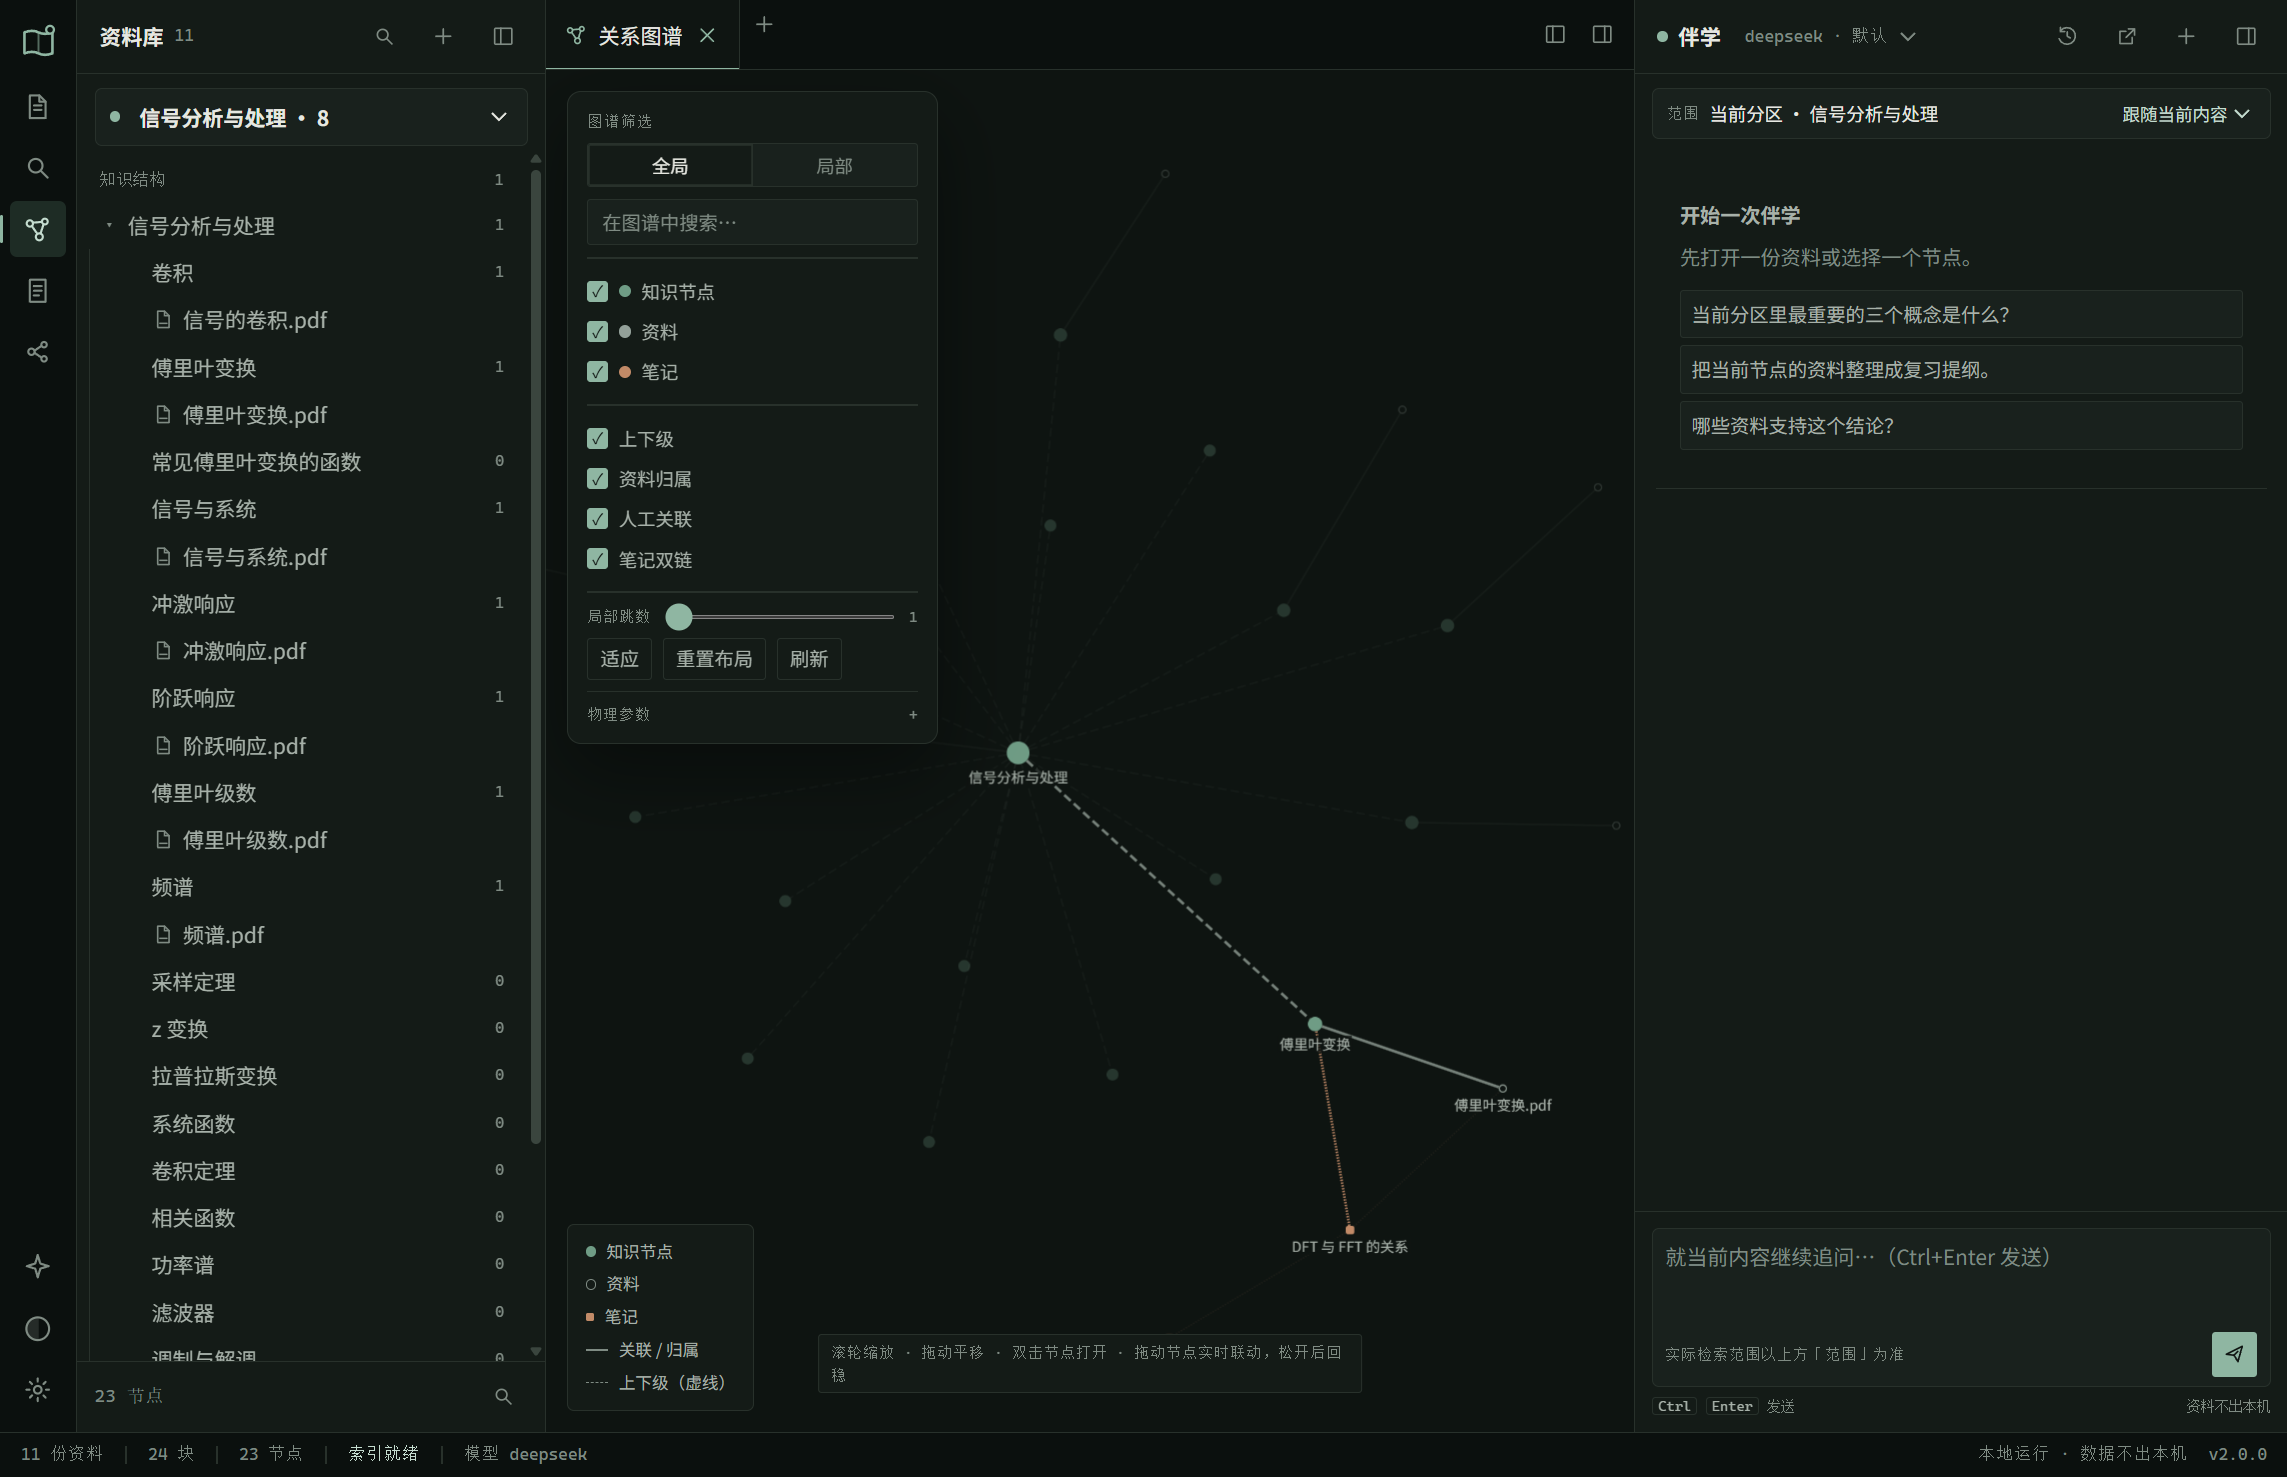 资料库 11
信号分析与处理 • 8
知识结构 1
信号分析与处理 1
卷积 1
信号的卷积.pdf
傅里叶变换 1
傅里叶变换.pdf
常见傅里叶变换的函数 0
信号与系统 1
信号与系统.pdf
冲激响应 1
冲激响应.pdf
阶跃响应 1
阶跃响应.pdf
傅里叶级数 1
傅里叶级数.pdf
频谱 1
频谱.pdf
采样定理 0
z 变换 0
拉普拉斯变换 0
系统函数 0
卷积定理 0
相关函数 0
功率谱 0
滤波器 0
调制与解调 0
23 节点
关系图谱
图谱筛选
全局 局部
在图谱中搜索…
知识节点
资料
笔记
上下级
资料归属
人工关联
笔记双链
局部跳数 1
适应 重置布局 刷新
物理参数 +
信号分析与处理
傅里叶变换
傅里叶变换.pdf
DFT 与 FFT 的关系
知识节点
资料
笔记
关联 / 归属
上下级（虚线）
滚轮缩放 · 拖动平移 · 双击节点打开 · 拖动节点实时联动，松开后回
稳
伴学 deepseek · 默认
范围 当前分区 • 信号分析与处理 跟随当前内容
开始一次伴学
先打开一份资料或选择一个节点。
当前分区里最重要的三个概念是什么？
把当前节点的资料整理成复习提纲。
哪些资料支持这个结论？
就当前内容继续追问…（Ctrl+Enter 发送）
实际检索范围以上方「范围」为准
Ctrl Enter 发送 资料不出本机
11 份资料 | 24 块 | 23 节点 | 索引就绪 | 模型 deepseek
本地运行 · 数据不出本机 v2.0.0